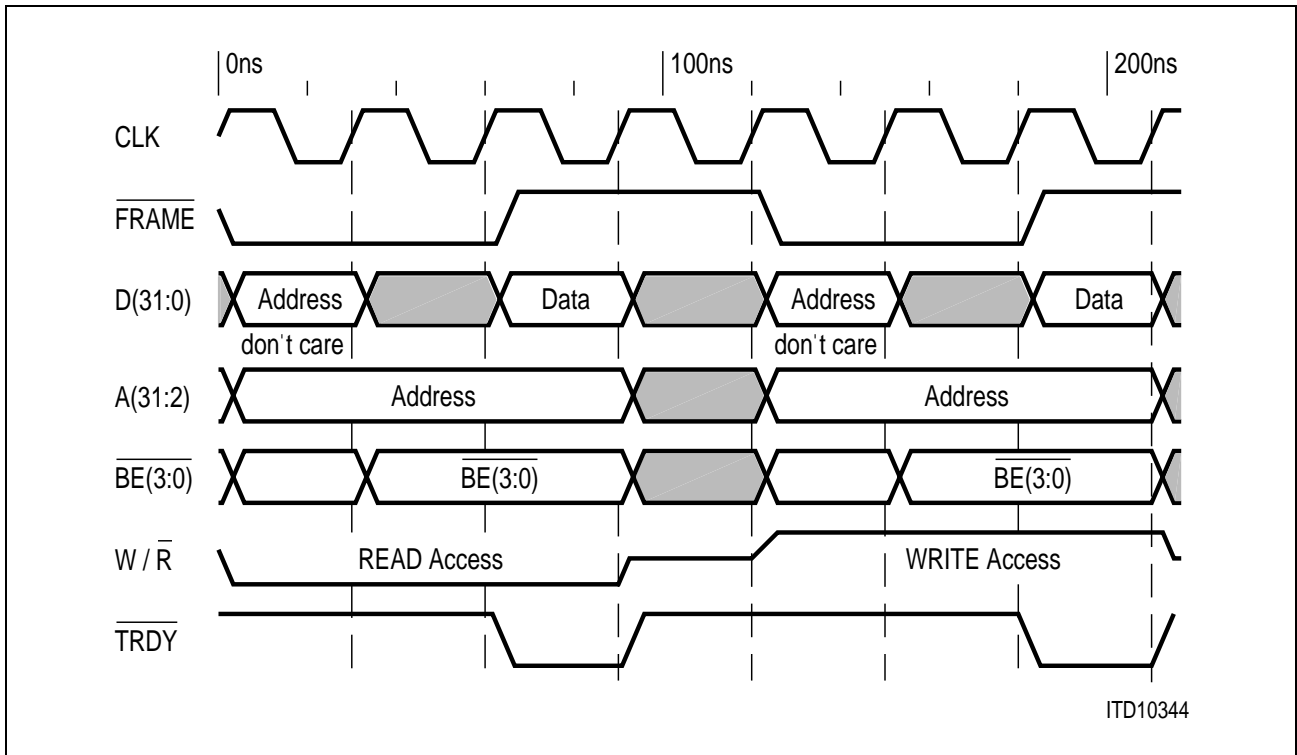 0ns 100ns 200ns
CLK
FRAME
D(31:0) Address Data Address Data
don't care don't care
A(31:2) Address Address
BE(3:0) BE(3:0) BE(3:0)
W / R READ Access WRITE Access
TRDY
ITD10344